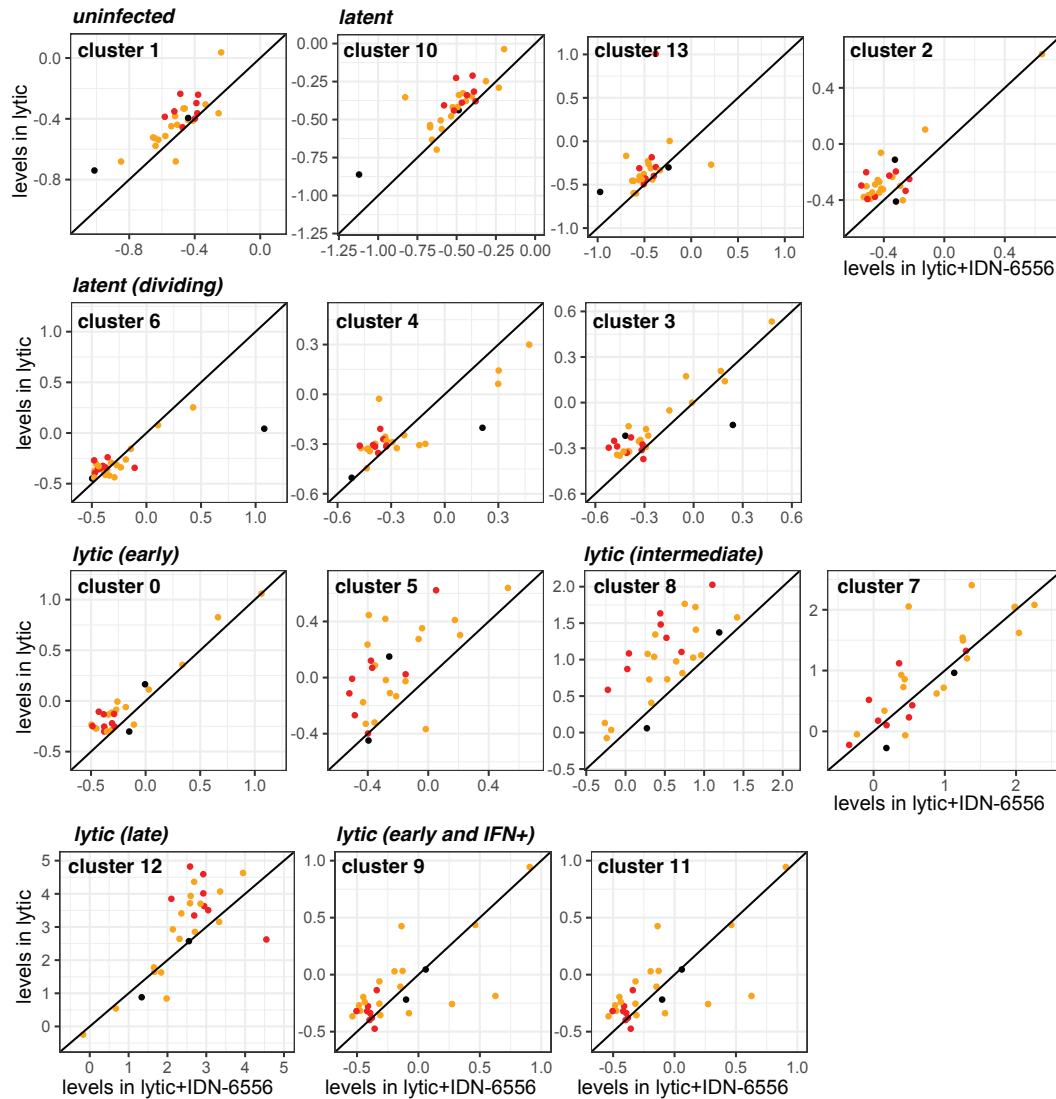 uninfected
latent
cluster 1
cluster 10
cluster 13
cluster 2
levels in lytic
0.0
-0.4
-0.8
-0.8 -0.4 0.0
0.00
-0.25
-0.50
-0.75
-1.00
-1.25
-1.25 -1.00 -0.75 -0.50 -0.25 0.00
1.0
0.5
0.0
-0.5
-1.0
-1.0 -0.5 0.0 0.5 1.0
0.4
0.0
-0.4
-0.4 0.0 0.4
levels in lytic+IDN-6556
latent (dividing)
cluster 6
cluster 4
cluster 3
levels in lytic
1.0
0.5
0.0
-0.5
-0.5 0.0 0.5 1.0
0.3
0.0
-0.3
-0.6
-0.6 -0.3 0.0 0.3
0.6
0.3
0.0
-0.3
-0.6
-0.6 -0.3 0.0 0.3 0.6
lytic (early)
lytic (intermediate)
cluster 0
cluster 5
cluster 8
cluster 7
levels in lytic
1.0
0.5
0.0
-0.5
-0.5 0.0 0.5 1.0
0.4
0.0
-0.4
-0.4 0.0 0.4
2.0
1.5
1.0
0.5
0.0
-0.5
-0.5 0.0 0.5 1.0 1.5 2.0
2
1
0
0 1 2
levels in lytic+IDN-6556
lytic (late)
lytic (early and IFN+)
cluster 12
cluster 9
cluster 11
levels in lytic
5
4
3
2
1
0
0 1 2 3 4 5
1.0
0.5
0.0
-0.5
-0.5 0.0 0.5 1.0
1.0
0.5
0.0
-0.5
-0.5 0.0 0.5 1.0
levels in lytic+IDN-6556
levels in lytic+IDN-6556
levels in lytic+IDN-6556